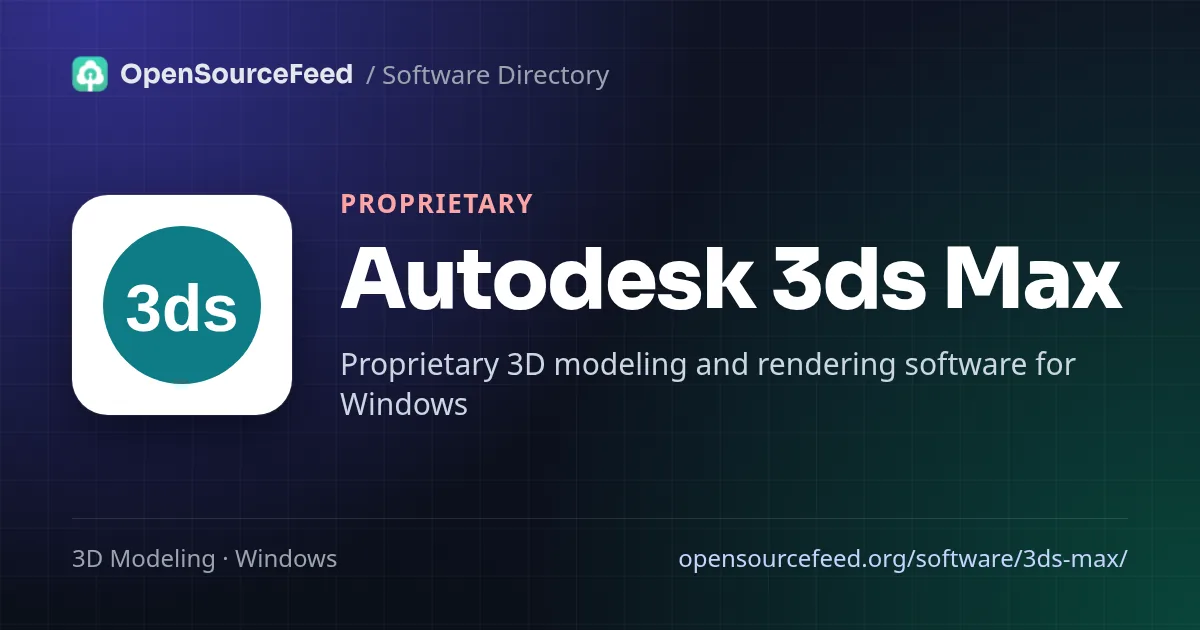 OpenSourceFeed / Software Directory
PROPRIETARY
3ds
Autodesk 3ds Max
Proprietary 3D modeling and rendering software for
Windows
3D Modeling · Windows
opensourcefeed.org/software/3ds-max/